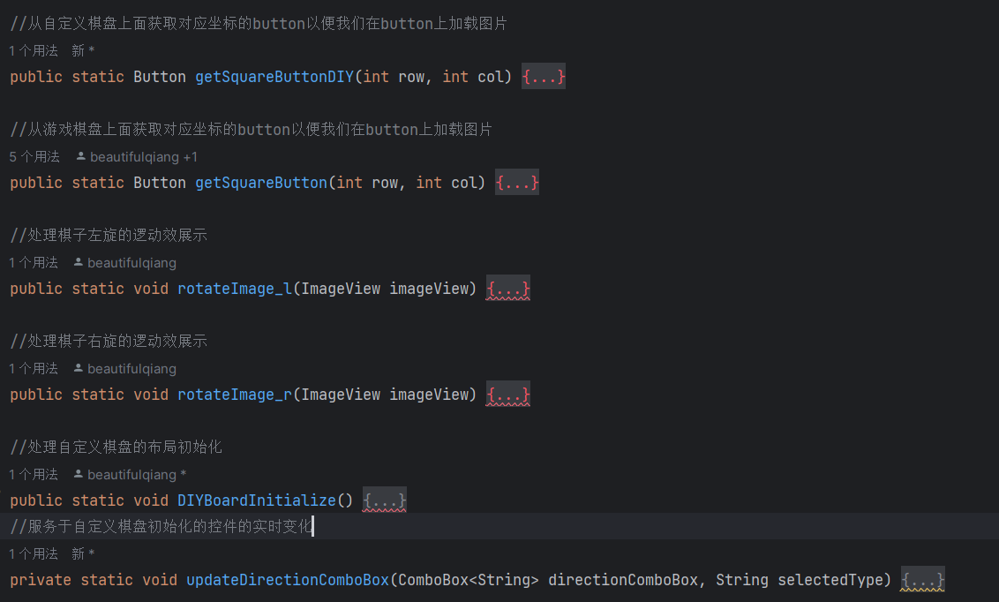 //从自定义棋盘上面获取对应坐标的button以便我们在button上加载图片
1 个用法 新 *
public static Button getSquareButtonDIY(int row, int col) {...}
//从游戏棋盘上面获取对应坐标的button以便我们在button上加载图片
5 个用法 beautifulqiang +1
public static Button getSquareButton(int row, int col) {...}
//处理棋子左旋的逻动效展示
1 个用法 beautifulqiang
public static void rotateImage_l(ImageView imageView) {...}
//处理棋子右旋的逻动效展示
1 个用法 beautifulqiang
public static void rotateImage_r(ImageView imageView) {...}
//处理自定义棋盘的布局初始化
1 个用法 beautifulqiang *
public static void DIYBoardInitialize() {...}
//服务于自定义棋盘初始化的控件的实时变化
1 个用法 新 *
private static void updateDirectionComboBox(ComboBox<String> directionComboBox, String selectedType) {...}